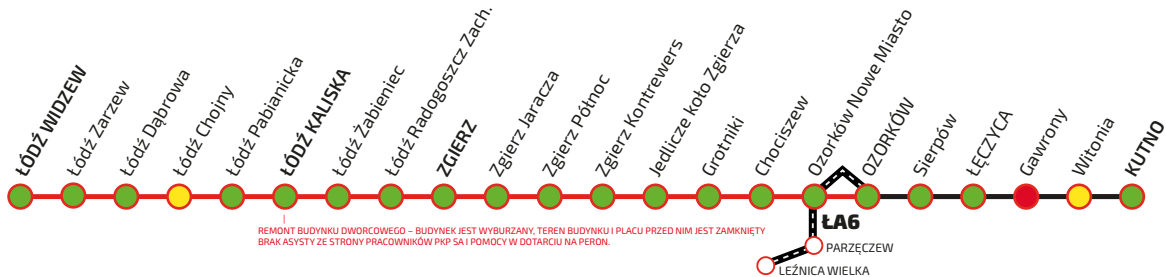 ŁÓDŹ WIDZEW
Łódź Zarzew
Łódź Dąbrowa
Łódź Chojny
Łódź Pabianicka
ŁÓDŹ KALISKA
Łódź Żabieniec
Łódź Radogoszcz Zach.
ZGIERZ
Zgierz Jaracza
Zgierz Północ
Zgierz Kontrewers
Jedlicze koło Zgierza
Grotniki
Chociszew
Ozorków Nowe Miasto
OZORKÓW
Sierpów
ŁĘCZYCA
Gawrony
Witonia
KUTNO
REMONT BUDYNKU DWORCOWEGO – BUDYNEK JEST WYBURZANY, TEREN BUDYNKU I PLACU PRZED NIM JEST ZAMKNIĘTY
BRAK ASYSTY ZE STRONY PRACOWNIKÓW PKP SA I POMOCY W DOTARCIU NA PERON.
ŁA6
PARZĘCZEW
LEŹNICA WIELKA